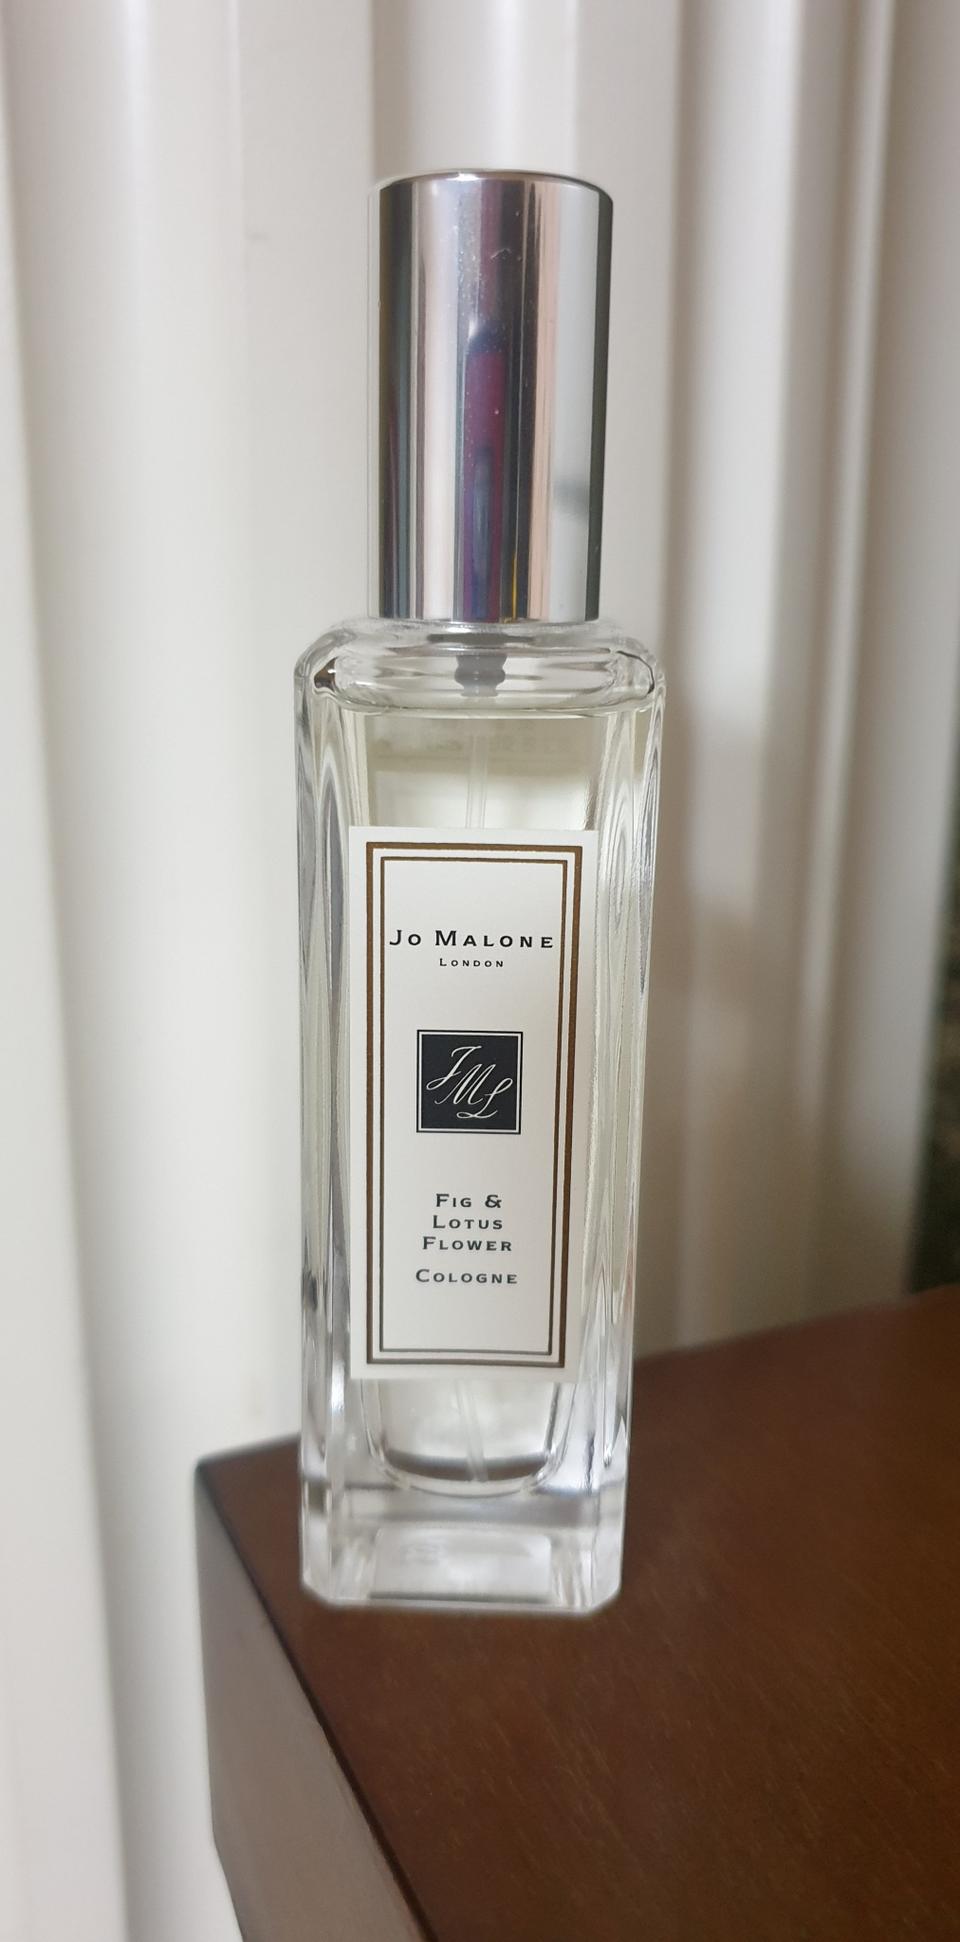 Jo Malone
London
JML
Fig &
Lotus
Flower
Cologne